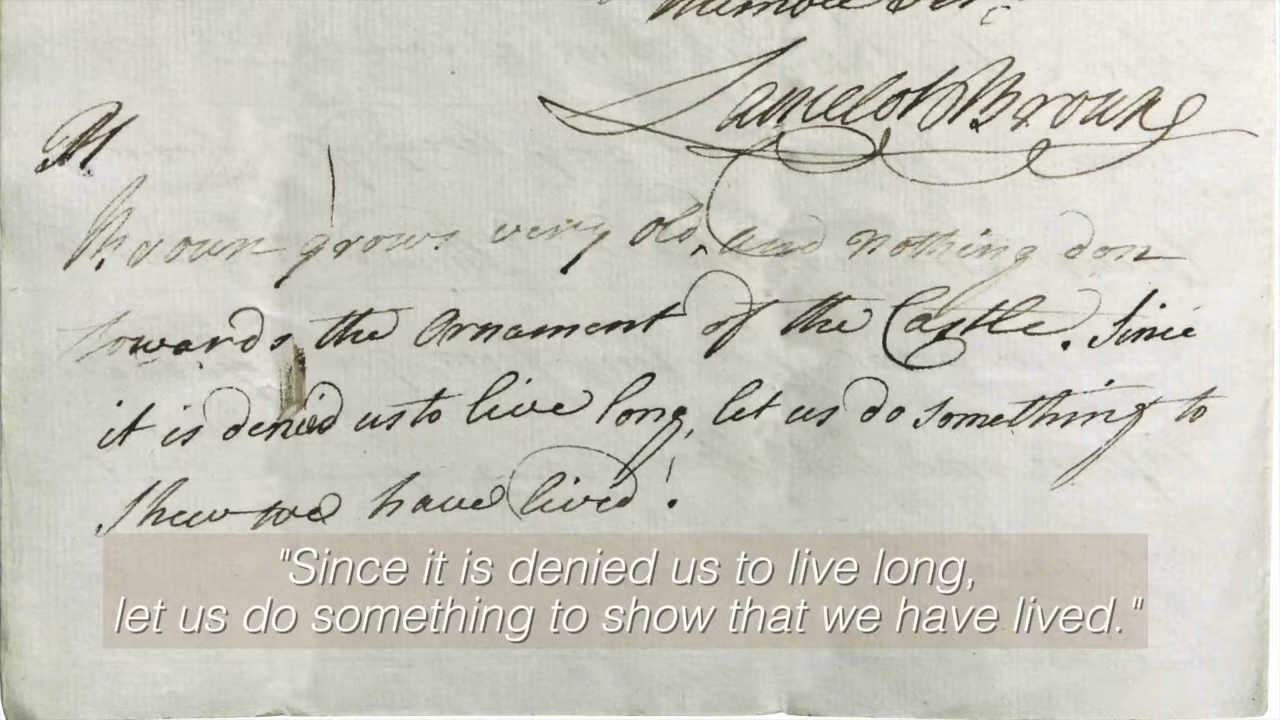 Lancelot Brown
M
Brown grows very old, and nothing don
towards the Ornament of the Castle. Since
it is denied us to live long, let us do something to
shew we have lived!
"Since it is denied us to live long,
let us do something to show that we have lived."